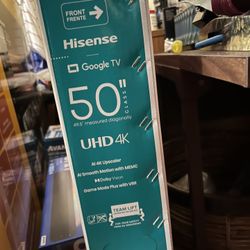 FRONT
FRENTE
Hisense
Google TV
50"
CLASS
49.5" measured diagonally
UHD 4K
AI 4K Upscaler
AI Smooth Motion with MEMC
Dolby Vision
Game Mode Plus with VRR
TEAM LIFT